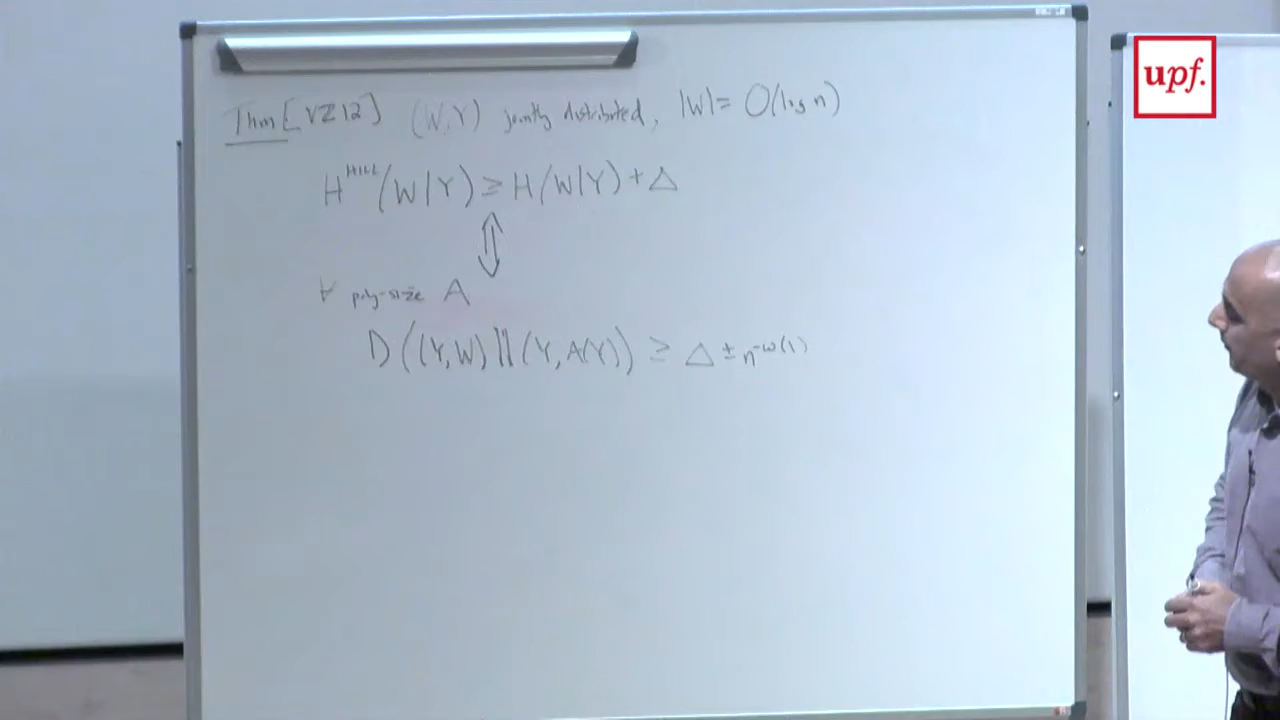 Thm [VZ12] (W,Y) jointly distributed, |W| = O(log n)
H^HILL (W|Y) ≥ H(W|Y) + Δ
⇕
∀ poly-size A
D((Y,W) || (Y,A(Y))) ≥ Δ ± n^-ω(1)
upf.